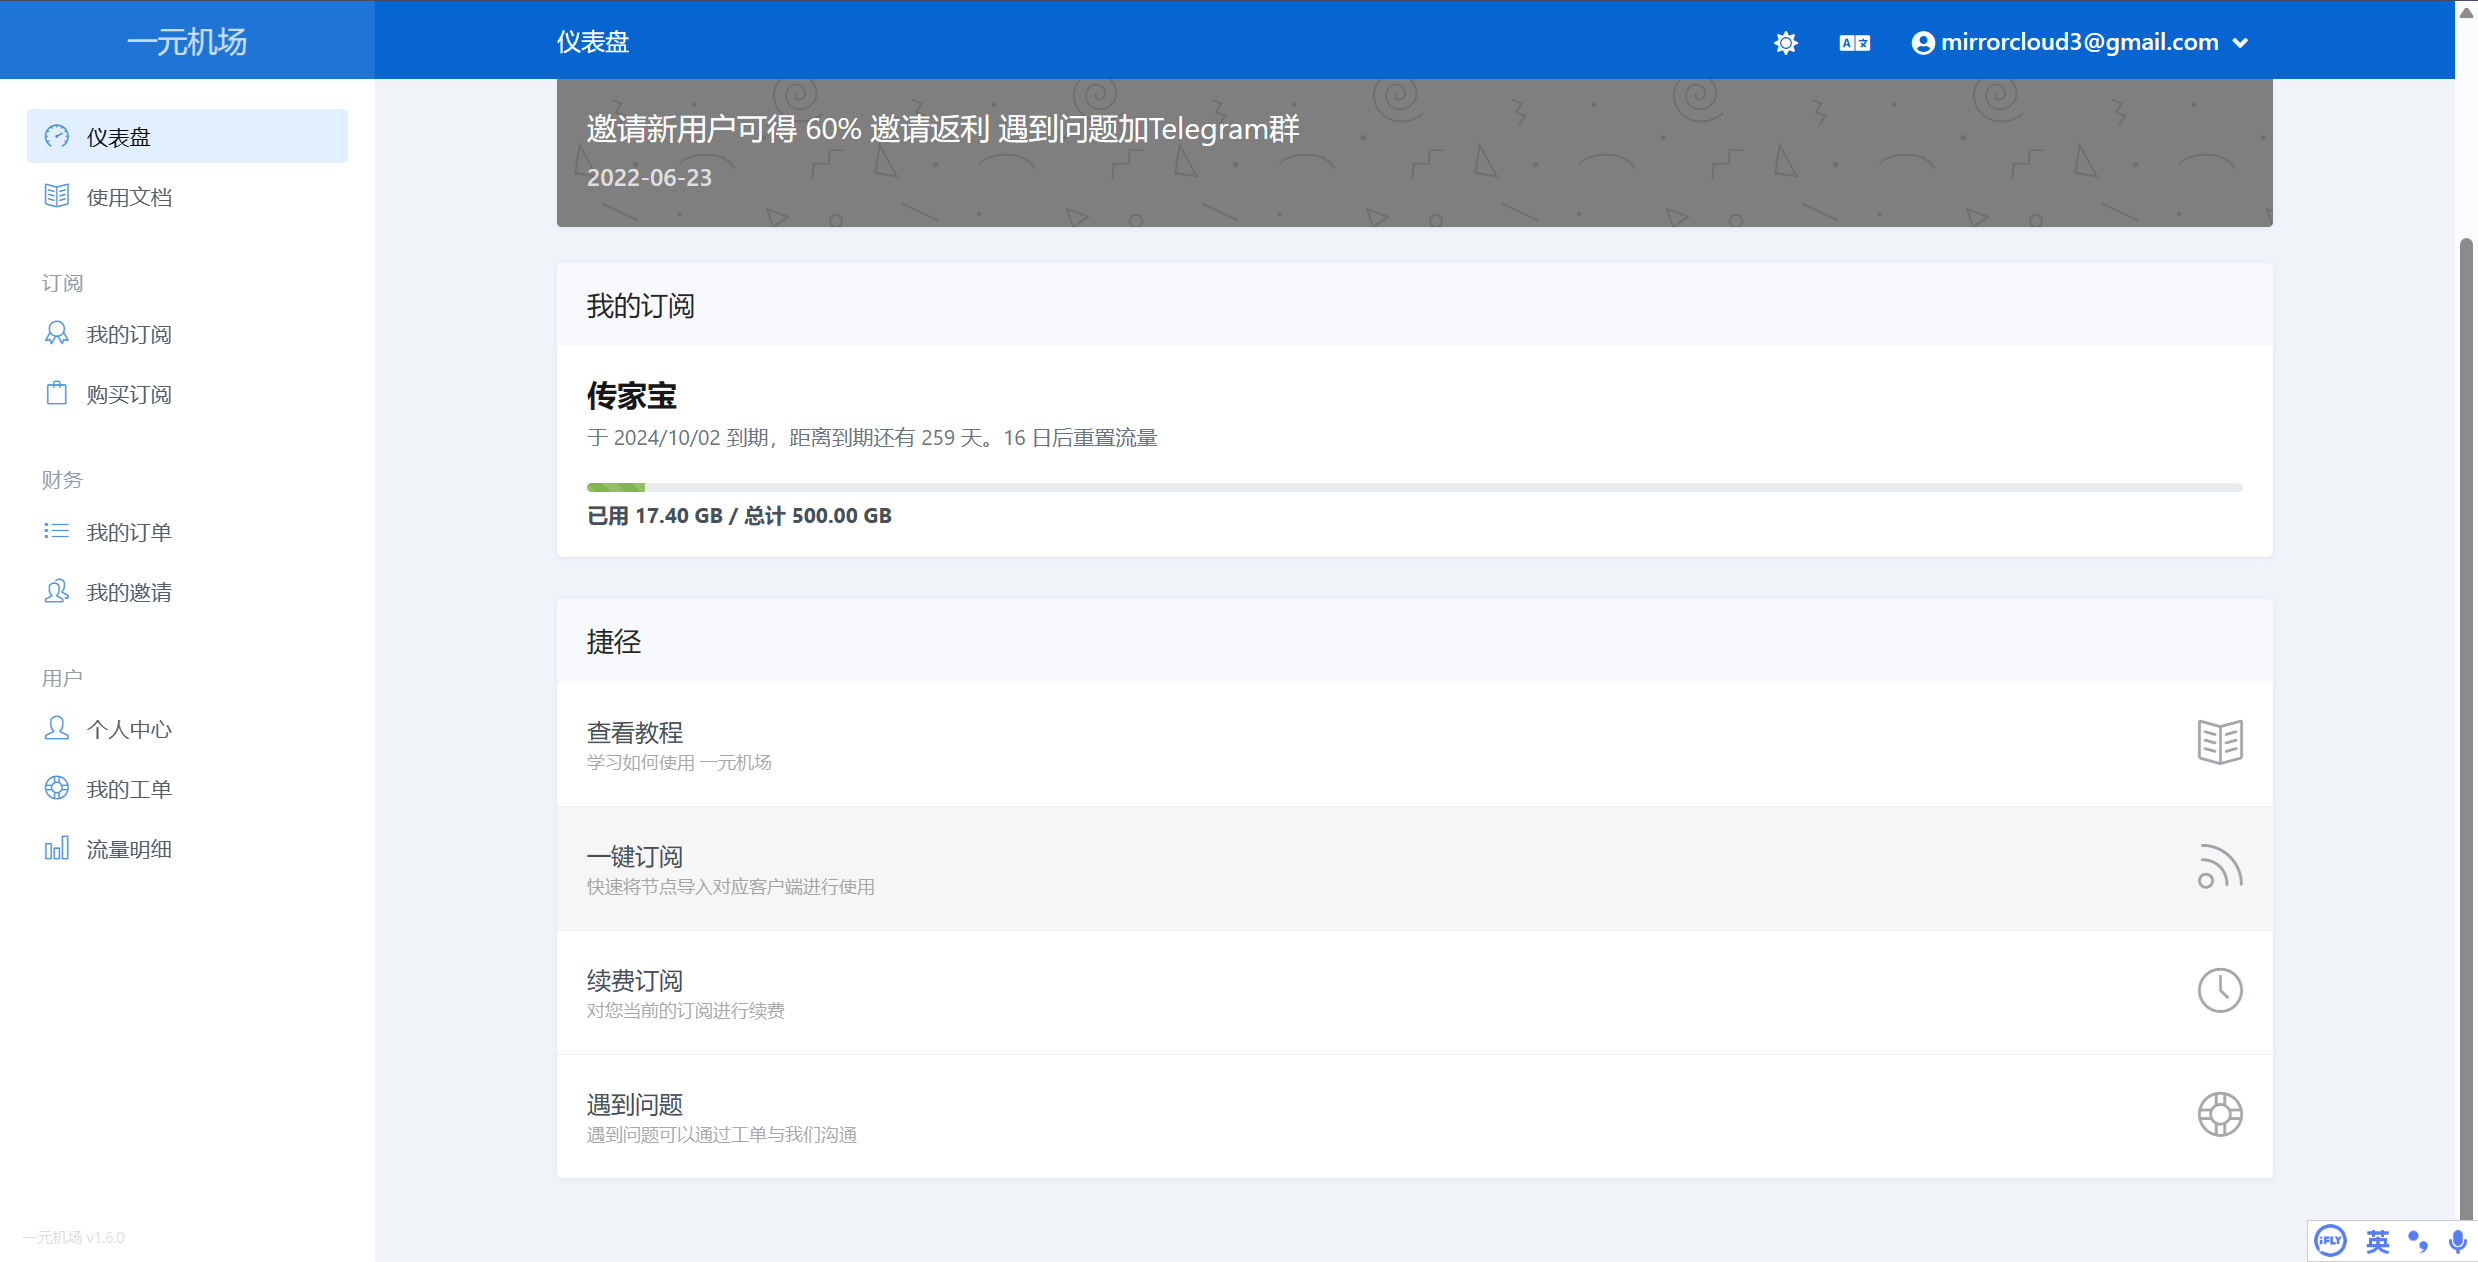 一元机场
仪表盘
mirrorcloud3@gmail.com
仪表盘
使用文档
订阅
我的订阅
购买订阅
财务
我的订单
我的邀请
用户
个人中心
我的工单
流量明细
一元机场 v1.6.0
邀请新用户可得 60% 邀请返利 遇到问题加Telegram群
2022-06-23
我的订阅
传家宝
于 2024/10/02 到期，距离到期还有 259 天。16 日后重置流量
已用 17.40 GB / 总计 500.00 GB
捷径
查看教程
学习如何使用 一元机场
一键订阅
快速将节点导入对应客户端进行使用
续费订阅
对您当前的订阅进行续费
遇到问题
遇到问题可以通过工单与我们沟通
iFLY 英